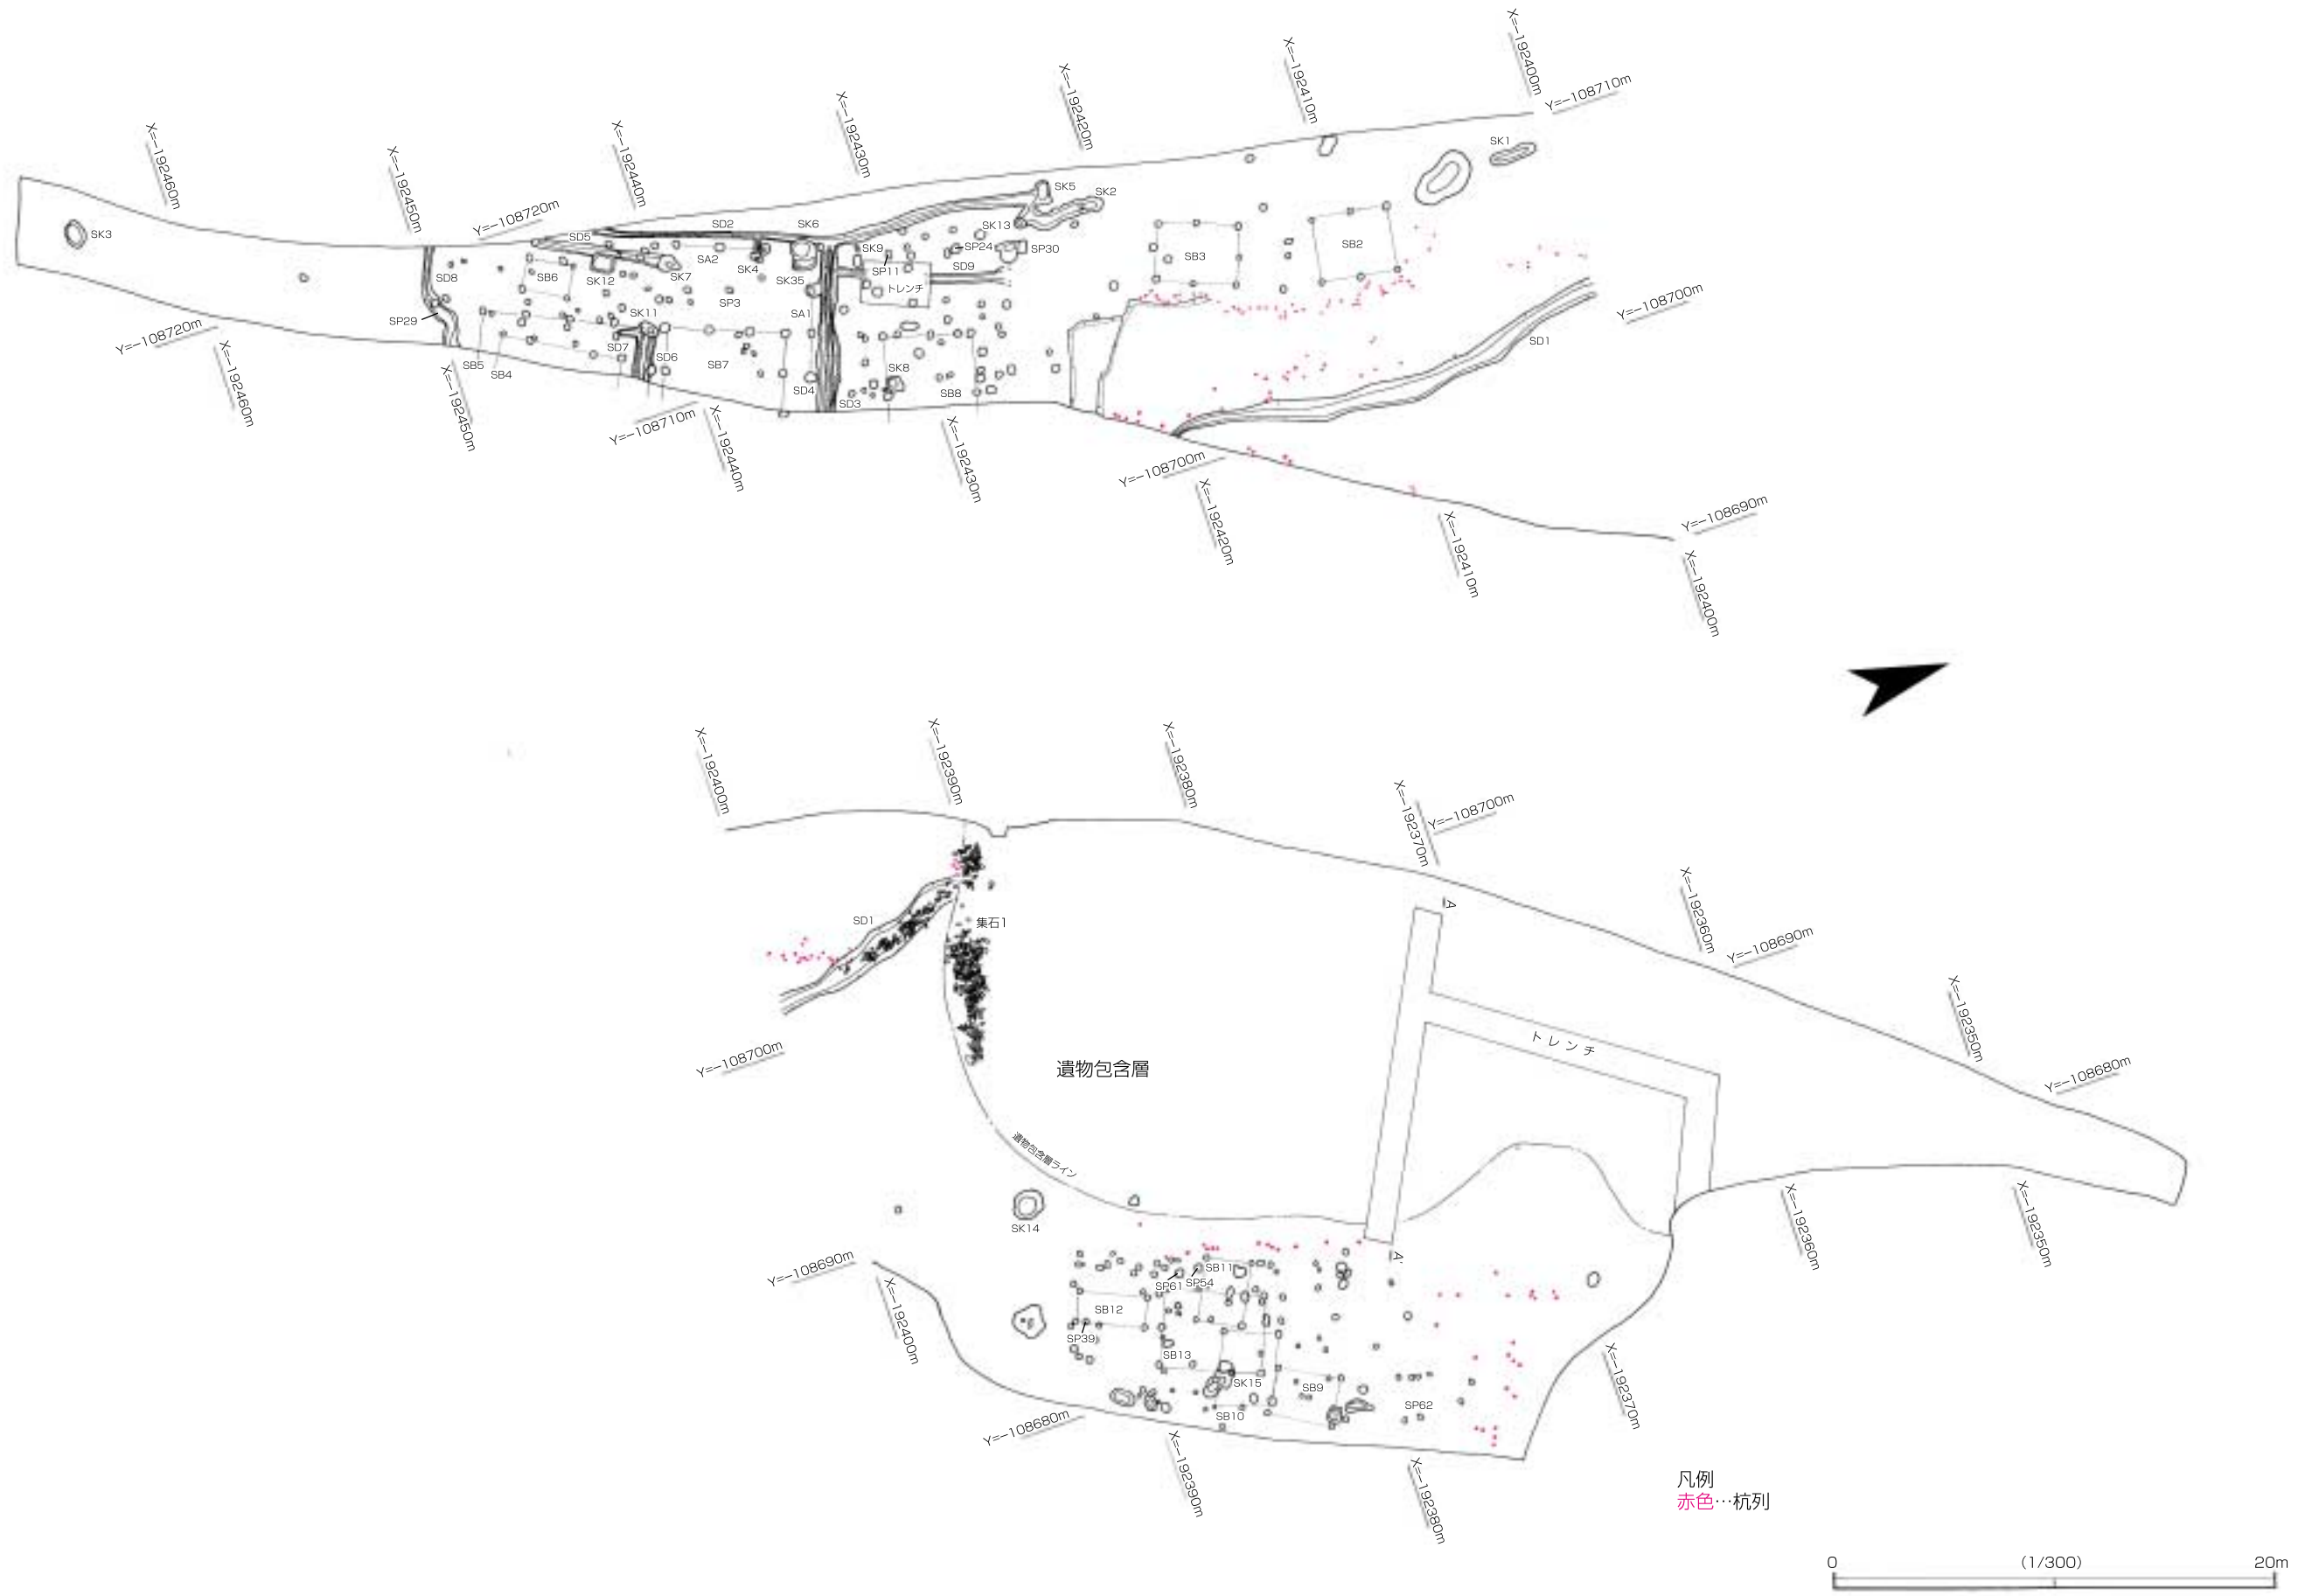 X=-192400m
X=-192410m
Y=-108710m
X=-192420m
X=-192430m
X=-192440m
X=-192460m
X=-192450m
Y=-108720m
SK1
SK5
SK2
SK3
SD5
SD2
SK6
SK13
SD8
SB6
SK12
SK7
SA2
SK4
SK35
SK9
SP11
SP24
SD9
SP30
トレンチ
SB3
SB2
SP29
SK11
SP3
SA1
Y=-108720m
X=-192460m
SB5
SB4
SD7
SD6
SB7
SD4
SD3
SK8
SB8
SD1
Y=-108700m
X=-192450m
Y=-108710m
X=-192440m
X=-192430m
Y=-108700m
X=-192420m
X=-192410m
Y=-108690m
X=-192400m
X=-192400m
X=-192390m
X=-192380m
X=-192370m
Y=-108700m
X=-192360m
Y=-108690m
X=-192350m
Y=-108680m
SD1
集石1
A
Y=-108700m
遺物包含層
トレンチ
遺物包含層ライン
SK14
A'
Y=-108690m
X=-192400m
SB11
SP61
SP54
SB12
SP39
SB13
SK15
SB9
SB10
SP62
X=-192360m
X=-192350m
X=-192370m
Y=-108680m
X=-192390m
X=-192380m
凡例
赤色…杭列
0 (1/300) 20m